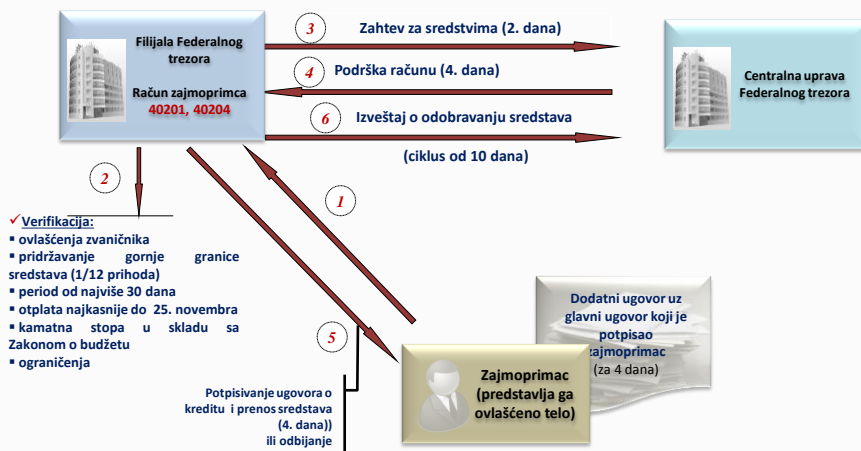 Filijala Federalnog
trezora
Račun zajmoprimca
40201, 40204
3
Zahtev za sredstvima (2. dana)
4
Podrška računu (4. dana)
6
Izveštaj o odobravanju sredstava
(ciklus od 10 dana)
Centralna uprava
Federalnog trezora
2
1
✓Verifikacija:
▪ ovlašćenja zvaničnika
▪ pridržavanje gornje granice
sredstava (1/12 prihoda)
▪ period od najviše 30 dana
▪ otplata najkasnije do 25. novembra
▪ kamatna stopa u skladu sa
Zakonom o budžetu
▪ ograničenja
5
Potpisivanje ugovora o
kreditu i prenos sredstava
(4. dana))
ili odbijanje
Dodatni ugovor uz
glavni ugovor koji je
potpisao
zajmoprimac
(za 4 dana)
Zajmoprimac
(predstavlja ga
ovlašćeno telo)